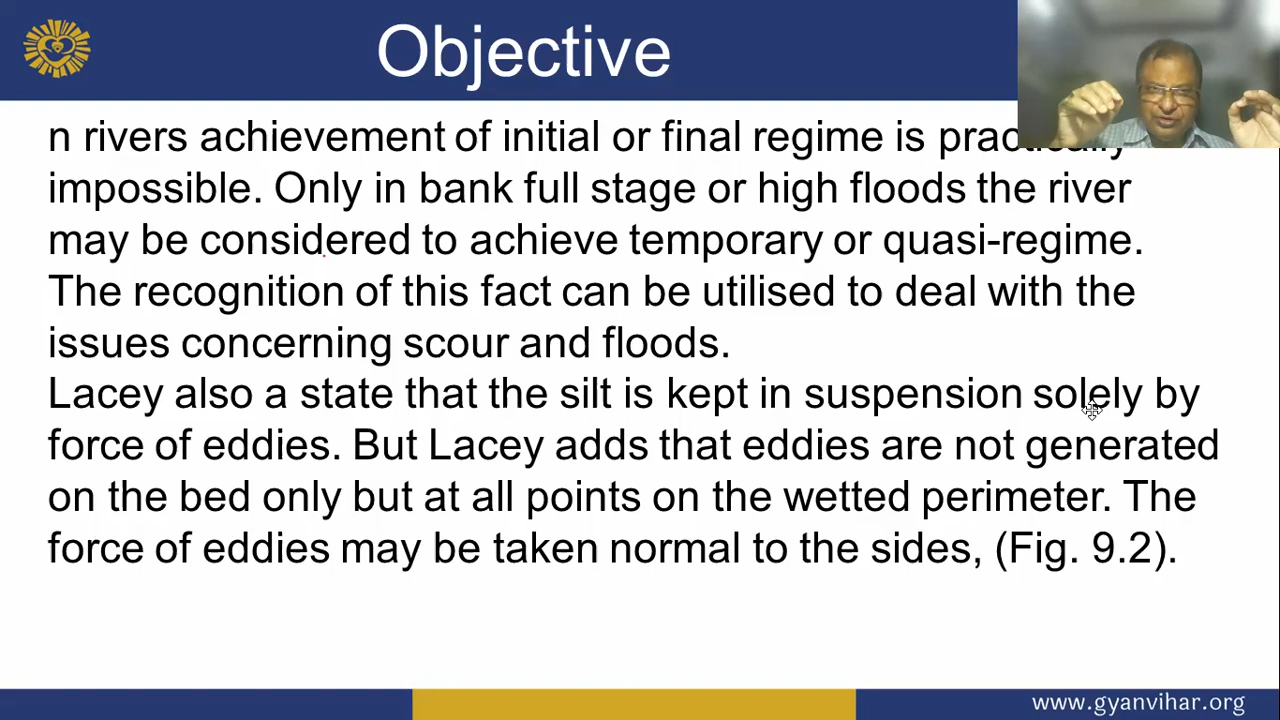 Objective
n rivers achievement of initial or final regime is practically
impossible. Only in bank full stage or high floods the river
may be considered to achieve temporary or quasi-regime.
The recognition of this fact can be utilised to deal with the
issues concerning scour and floods.
Lacey also a state that the silt is kept in suspension solely by
force of eddies. But Lacey adds that eddies are not generated
on the bed only but at all points on the wetted perimeter. The
force of eddies may be taken normal to the sides, (Fig. 9.2).
www.gyanvihar.org